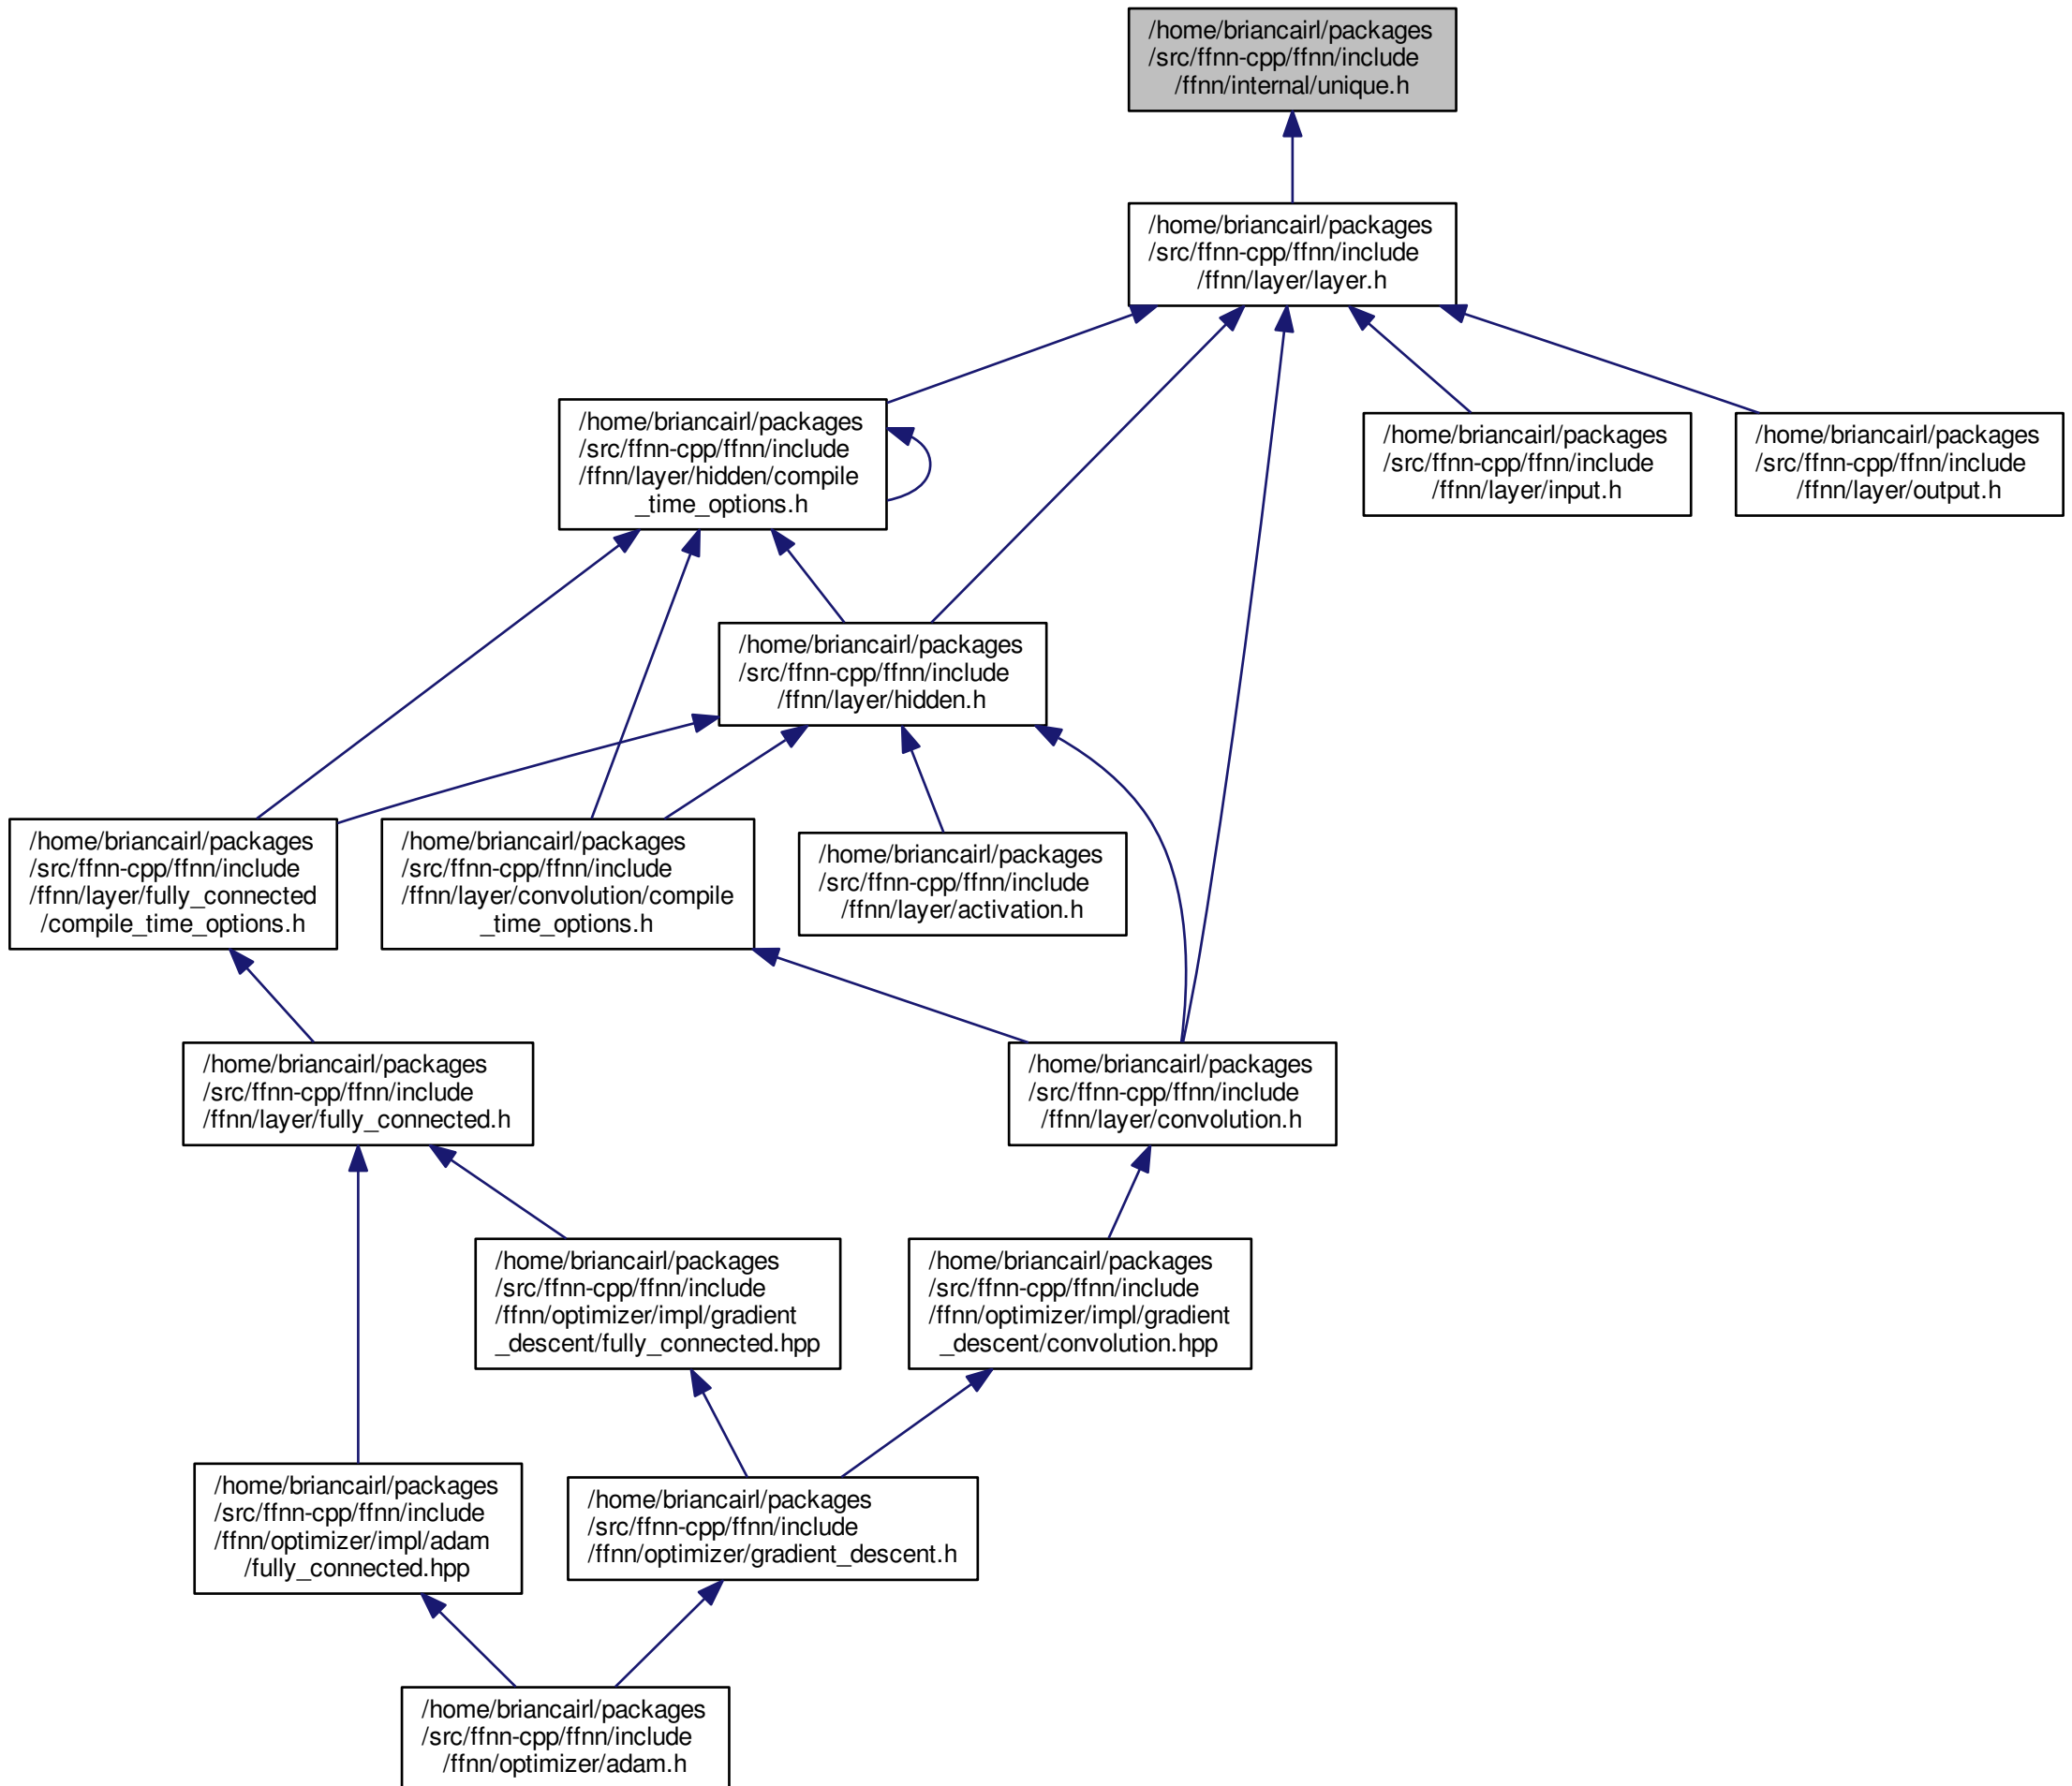 /home/briancairl/packages
/src/ffnn-cpp/ffnn/include
/ffnn/internal/unique.h
/home/briancairl/packages
/src/ffnn-cpp/ffnn/include
/ffnn/layer/layer.h
/home/briancairl/packages
/src/ffnn-cpp/ffnn/include
/ffnn/layer/hidden/compile
_time_options.h
/home/briancairl/packages
/src/ffnn-cpp/ffnn/include
/ffnn/layer/input.h
/home/briancairl/packages
/src/ffnn-cpp/ffnn/include
/ffnn/layer/output.h
/home/briancairl/packages
/src/ffnn-cpp/ffnn/include
/ffnn/layer/hidden.h
/home/briancairl/packages
/src/ffnn-cpp/ffnn/include
/ffnn/layer/fully_connected
/compile_time_options.h
/home/briancairl/packages
/src/ffnn-cpp/ffnn/include
/ffnn/layer/convolution/compile
_time_options.h
/home/briancairl/packages
/src/ffnn-cpp/ffnn/include
/ffnn/layer/activation.h
/home/briancairl/packages
/src/ffnn-cpp/ffnn/include
/ffnn/layer/fully_connected.h
/home/briancairl/packages
/src/ffnn-cpp/ffnn/include
/ffnn/layer/convolution.h
/home/briancairl/packages
/src/ffnn-cpp/ffnn/include
/ffnn/optimizer/impl/gradient
_descent/fully_connected.hpp
/home/briancairl/packages
/src/ffnn-cpp/ffnn/include
/ffnn/optimizer/impl/gradient
_descent/convolution.hpp
/home/briancairl/packages
/src/ffnn-cpp/ffnn/include
/ffnn/optimizer/impl/adam
/fully_connected.hpp
/home/briancairl/packages
/src/ffnn-cpp/ffnn/include
/ffnn/optimizer/gradient_descent.h
/home/briancairl/packages
/src/ffnn-cpp/ffnn/include
/ffnn/optimizer/adam.h